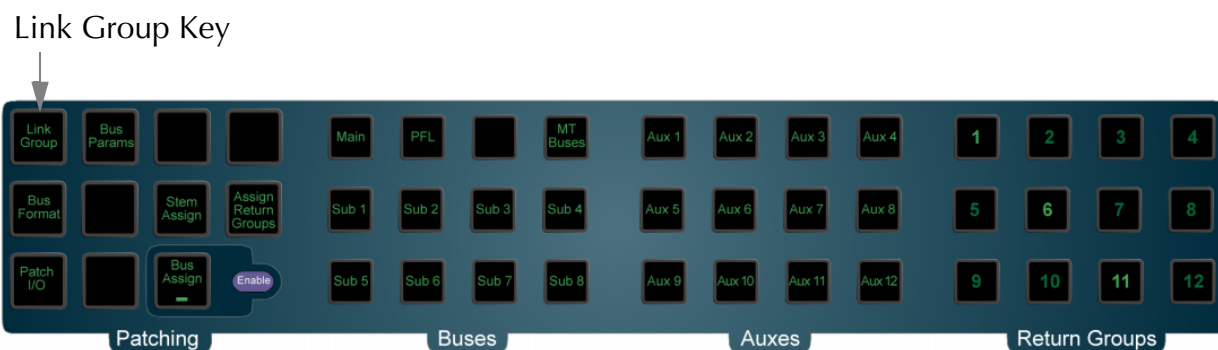 Link Group Key
Link
Group
Bus
Params
Main
PFL
MT
Buses
Aux 1
Aux 2
Aux 3
Aux 4
1
2
3
4
Bus
Format
Stem
Assign
Assign
Return
Groups
Sub 1
Sub 2
Sub 3
Sub 4
Aux 5
Aux 6
Aux 7
Aux 8
5
6
7
8
Patch
I/O
Bus
Assign
Enable
Sub 5
Sub 6
Sub 7
Sub 8
Aux 9
Aux 10
Aux 11
Aux 12
9
10
11
12
Patching
Buses
Auxes
Return Groups